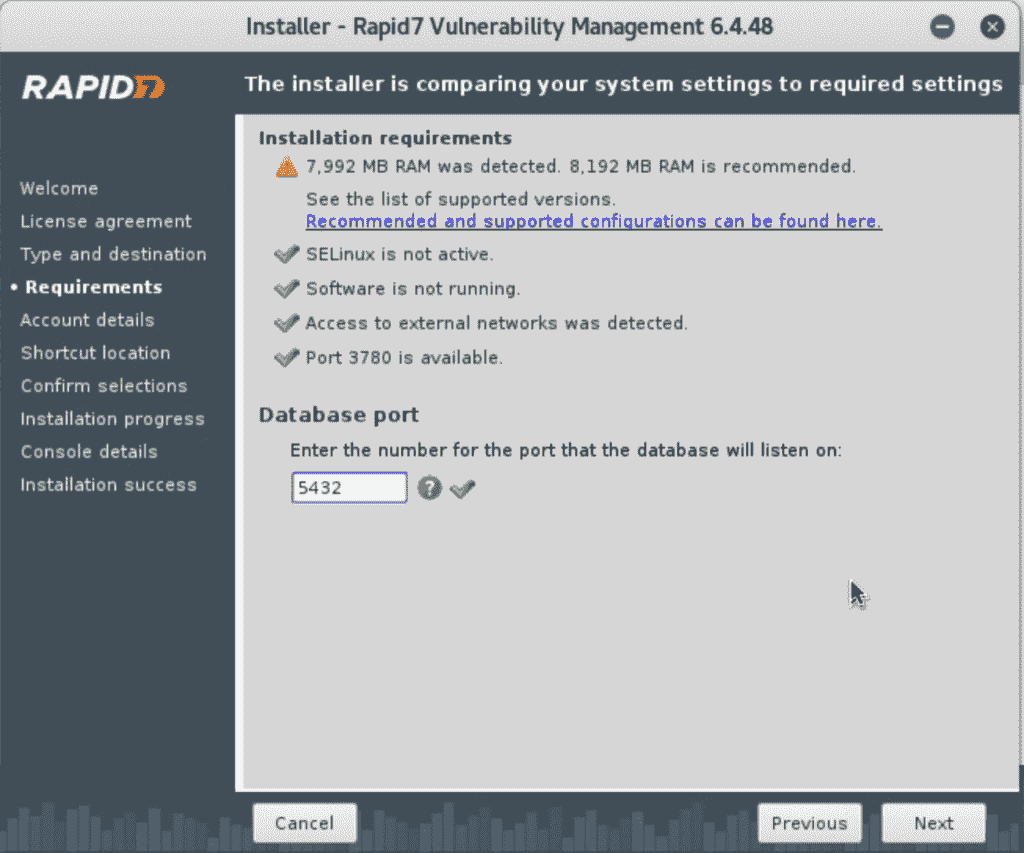 Installer - Rapid7 Vulnerability Management 6.4.48
RAPID7
The installer is comparing your system settings to required settings
Welcome
License agreement
Type and destination
• Requirements
Account details
Shortcut location
Confirm selections
Installation progress
Console details
Installation success
Installation requirements
7,992 MB RAM was detected. 8,192 MB RAM is recommended.
See the list of supported versions.
Recommended and supported configurations can be found here.
SELinux is not active.
Software is not running.
Access to external networks was detected.
Port 3780 is available.
Database port
Enter the number for the port that the database will listen on:
5432
Cancel
Previous
Next